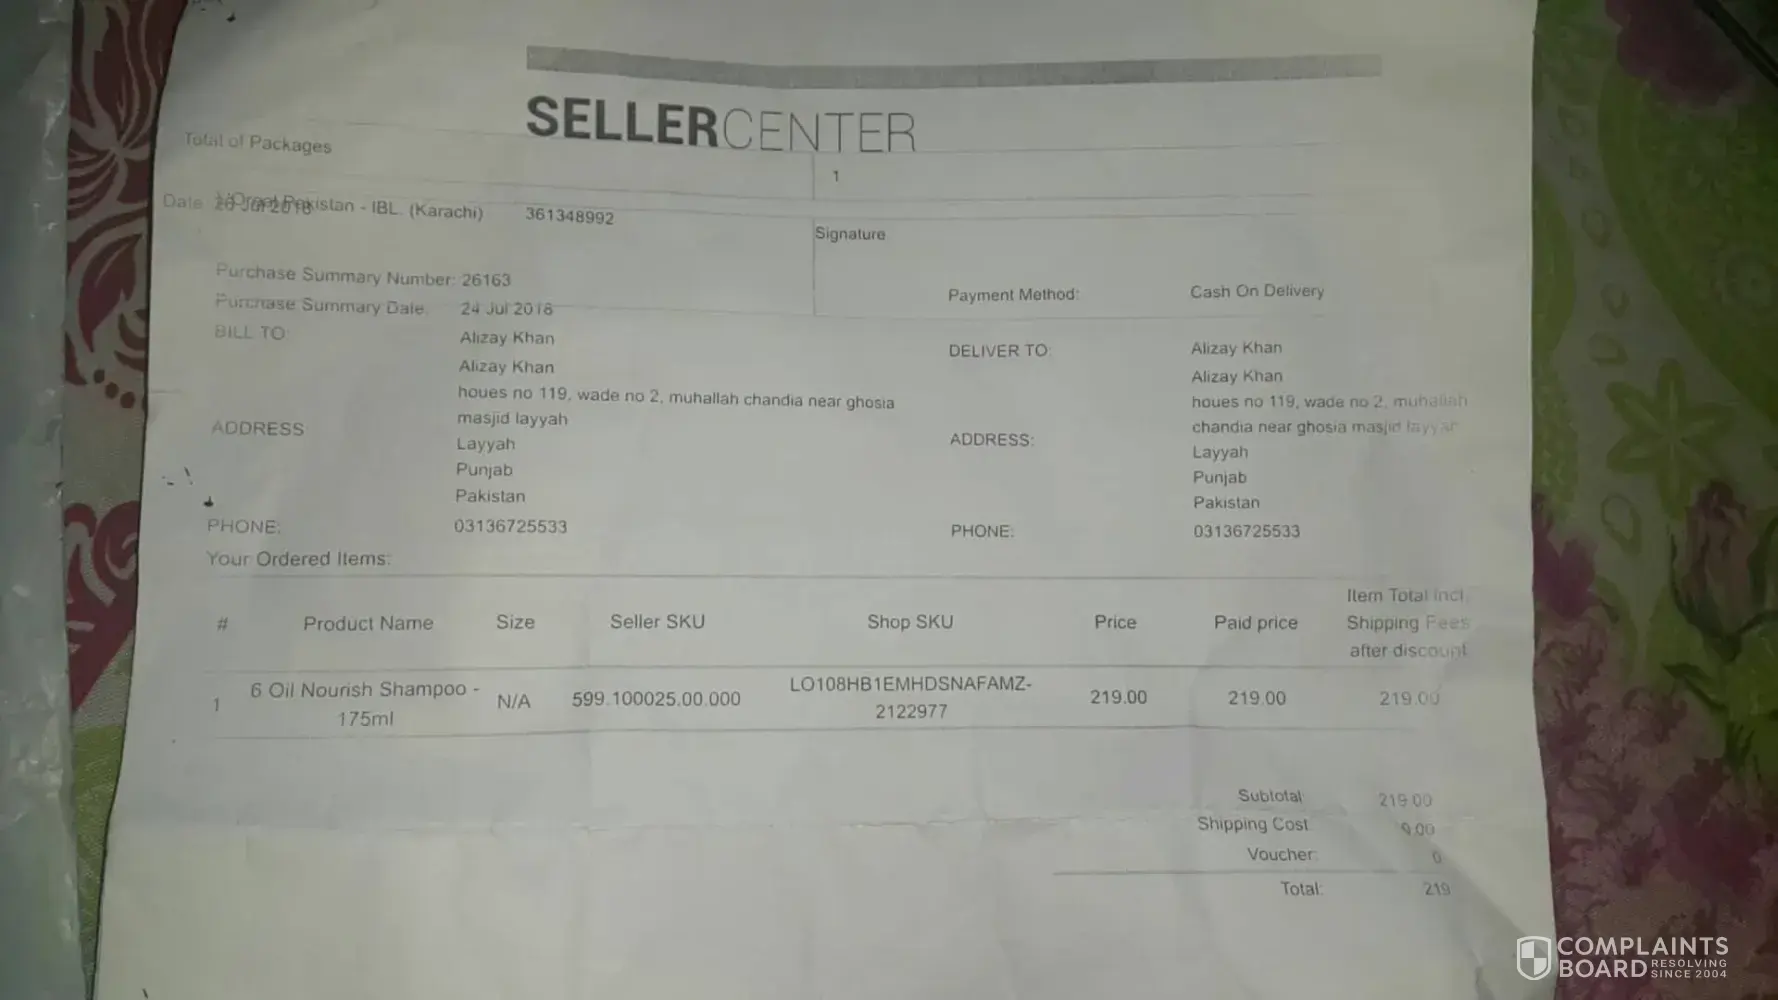 SELLERCENTER
Total of Packages
1
Date L'Oreal Pakistan - IBL. (Karachi) 361348992
Signature
Purchase Summary Number: 26163
Purchase Summary Date: 24 Jul 2018
Payment Method: Cash On Delivery
BILL TO: Alizay Khan
Alizay Khan
houes no 119, wade no 2, muhallah chandia near ghosia
masjid layyah
ADDRESS
Layyah
Punjab
Pakistan
PHONE: 03136725533
DELIVER TO: Alizay Khan
Alizay Khan
houes no 119, wade no 2, muhallah
chandia near ghosia masjid layyah
ADDRESS:
Layyah
Punjab
Pakistan
PHONE: 03136725533
Your Ordered Items:
# Product Name Size Seller SKU Shop SKU Price Paid price Item Total incl.
Shipping Fees
after discount
1 6 Oil Nourish Shampoo - N/A 599.100025.00.000 LO108HB1EMHDSNAFAMZ- 219.00 219.00 219.00
175ml 2122977
Subtotal: 219.00
Shipping Cost: 0.00
Voucher: 0
Total: 219
COMPLAINTS
BOARD RESOLVING
SINCE 2004